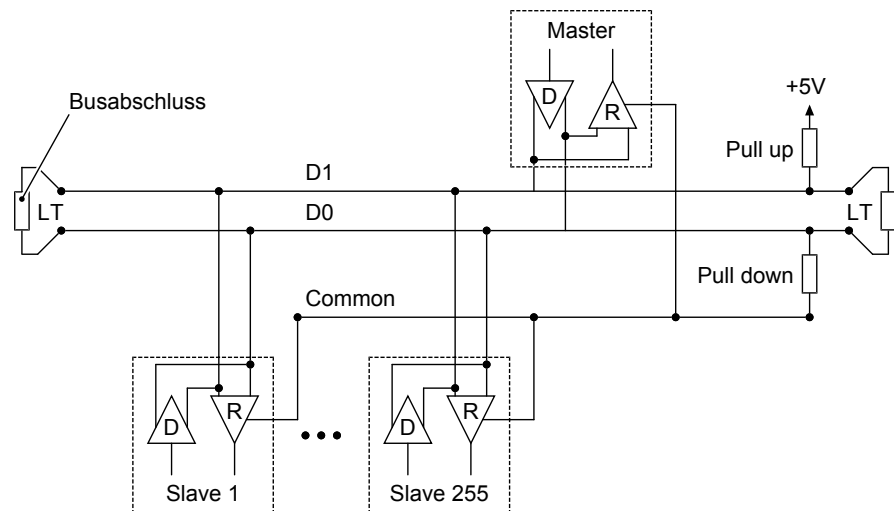 Master
Busabschluss
+5V
D
R
Pull up
D1
LT
D0
LT
Pull down
Common
D
R
D
R
Slave 1
Slave 255